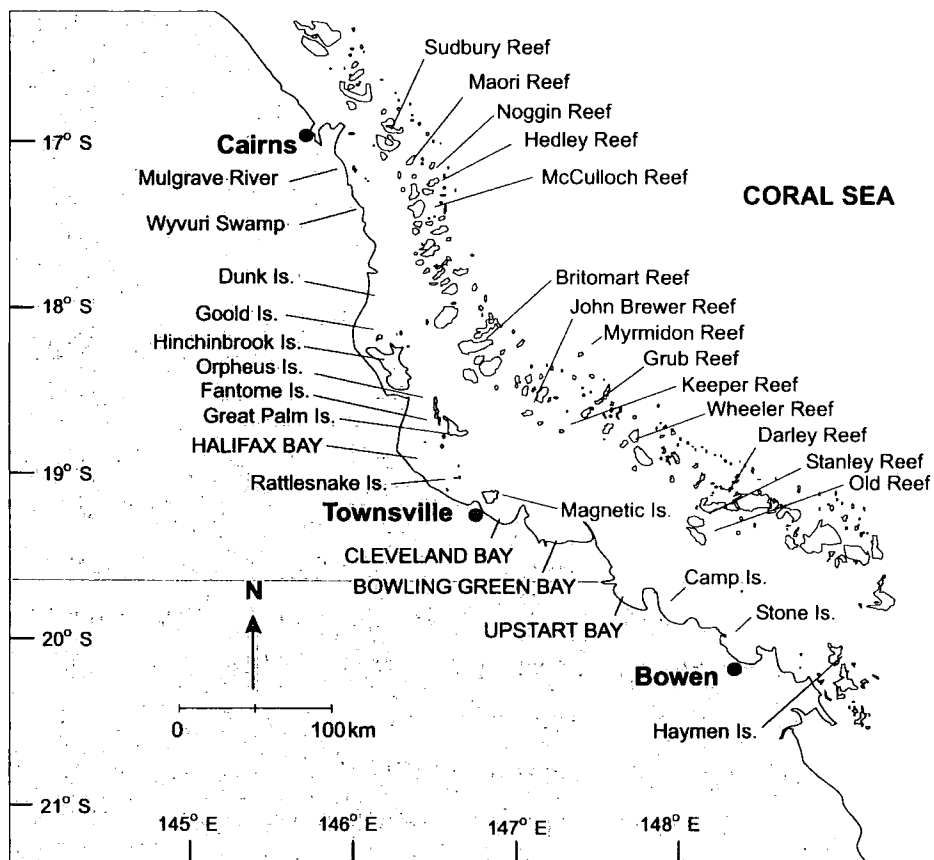 Sudbury Reef
Maori Reef
Noggin Reef
Hedley Reef
McCulloch Reef
CORAL SEA
17° S
Cairns
Mulgrave River
Wyvuri Swamp
Dunk Is.
Britomart Reef
John Brewer Reef
Myrmidon Reef
18° S
Goold Is.
Hinchinbrook Is.
Orpheus Is.
Fantome Is.
Great Palm Is.
HALIFAX BAY
Grub Reef
Keeper Reef
Wheeler Reef
Darley Reef
Stanley Reef
Old Reef
19° S
Rattlesnake Is.
Townsville
Magnetic Is.
CLEVELAND BAY
BOWLING GREEN BAY
Camp Is.
UPSTART BAY
Stone Is.
N
20° S
Bowen
Haymen Is.
0 100km
21° S
145° E 146° E 147° E 148° E